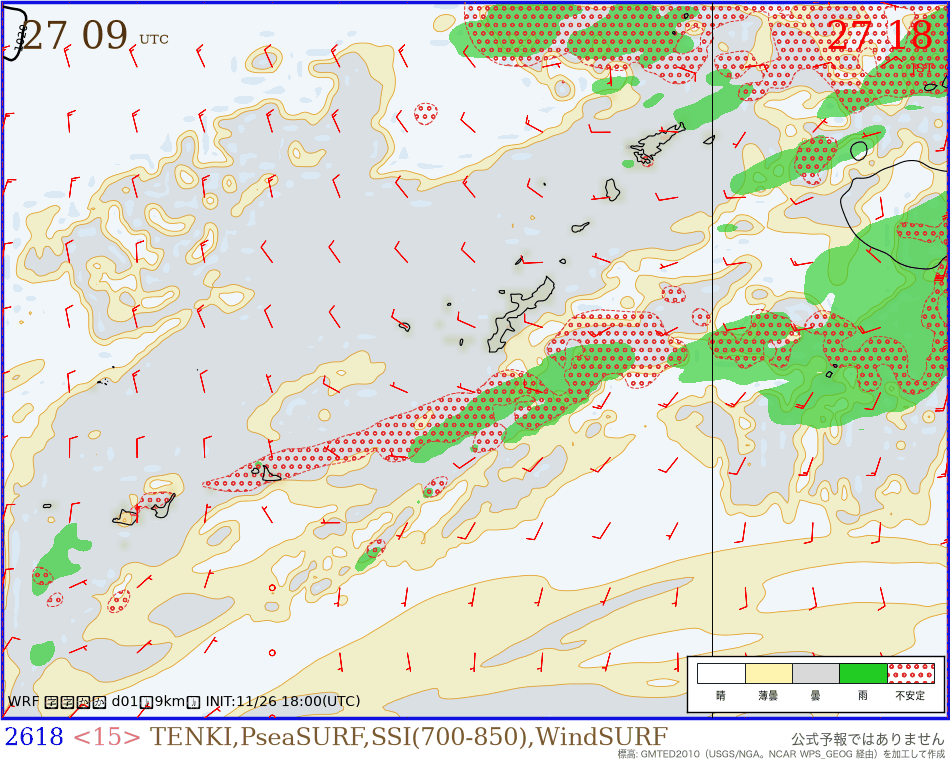 1020
27 09 UTC
27 18
JST
WRF d01 9km INIT:11/26 18:00(UTC)
晴 薄曇 曇 雨 不安定
2618 <15> TENKI,PseaSURF,SSI(700-850),WindSURF
公式予報ではありません
標高: GMTED2010（USGS/NGA。NCAR WPS_GEOG 経由）を加工して作成